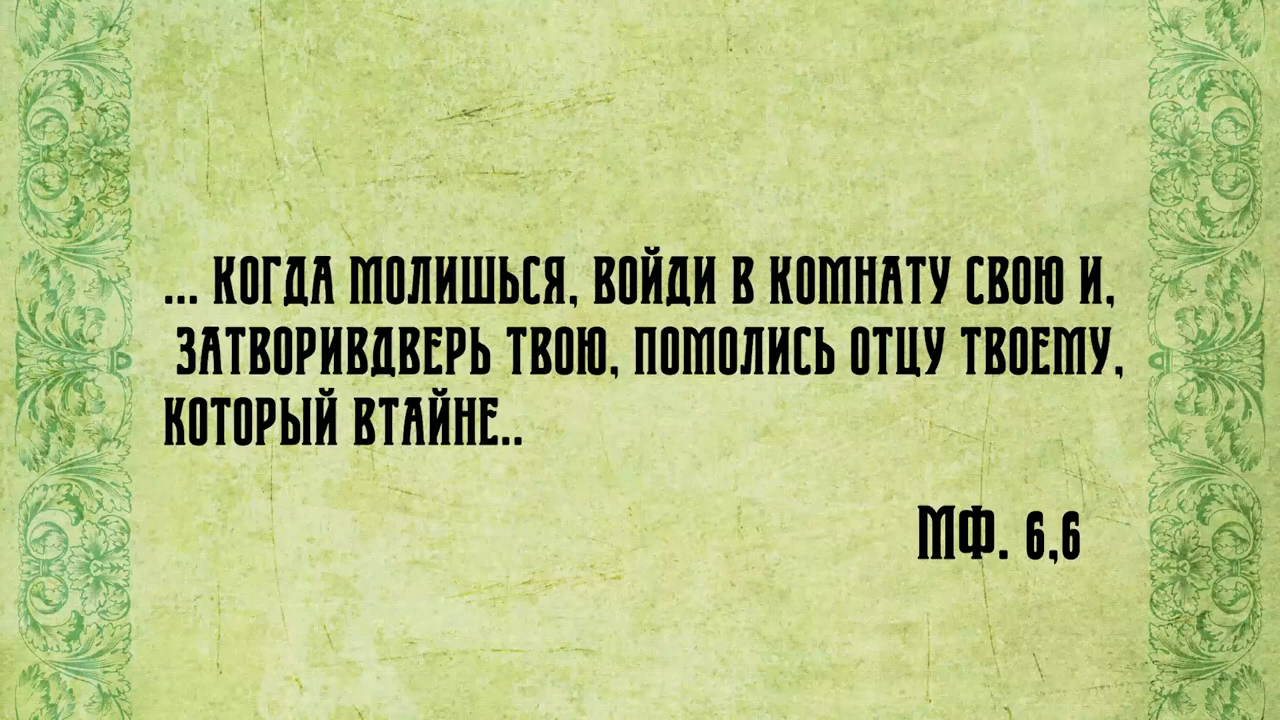 ... КОГДА МОЛИШЬСЯ, ВОЙДИ В КОМНАТУ СВОЮ И,
ЗАТВОРИВДВЕРЬ ТВОЮ, ПОМОЛИСЬ ОТЦУ ТВОЕМУ,
КОТОРЫЙ ВТАЙНЕ..
МФ. 6,6